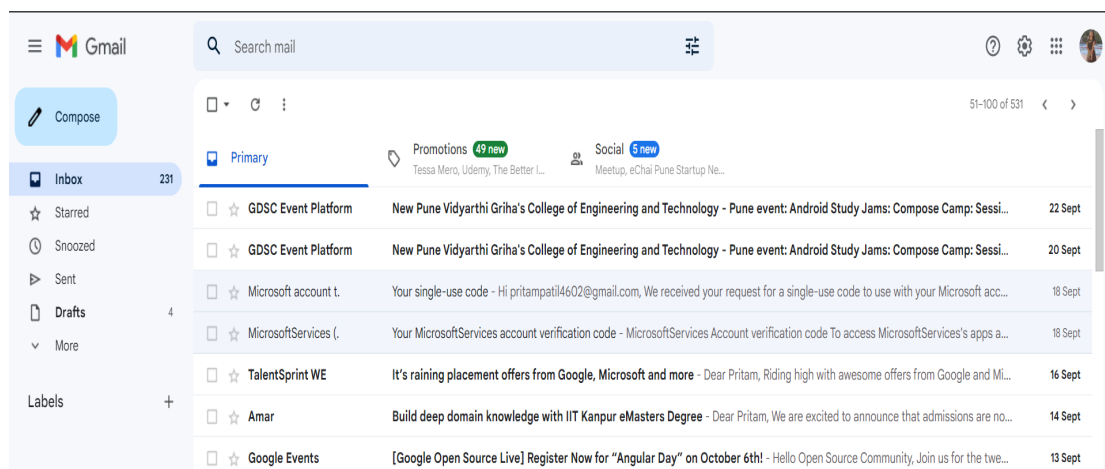 Gmail
Search mail
Compose
51–100 of 531
Primary
Promotions 49 new
Tessa Mero, Udemy, The Better I...
Social 5 new
Meetup, eChai Pune Startup Ne...
Inbox 231
Starred
Snoozed
Sent
Drafts 4
More
Labels +
GDSC Event Platform New Pune Vidyarthi Griha's College of Engineering and Technology - Pune event: Android Study Jams: Compose Camp: Sessi... 22 Sept
GDSC Event Platform New Pune Vidyarthi Griha's College of Engineering and Technology - Pune event: Android Study Jams: Compose Camp: Sessi... 20 Sept
Microsoft account t. Your single-use code - Hi pritampatil4602@gmail.com, We received your request for a single-use code to use with your Microsoft acc... 18 Sept
MicrosoftServices (. Your MicrosoftServices account verification code - MicrosoftServices Account verification code To access MicrosoftServices's apps a... 18 Sept
TalentSprint WE It's raining placement offers from Google, Microsoft and more - Dear Pritam, Riding high with awesome offers from Google and Mi... 16 Sept
Amar Build deep domain knowledge with IIT Kanpur eMasters Degree - Dear Pritam, We are excited to announce that admissions are no... 14 Sept
Google Events [Google Open Source Live] Register Now for “Angular Day” on October 6th! - Hello Open Source Community, Join us for the twe... 13 Sept